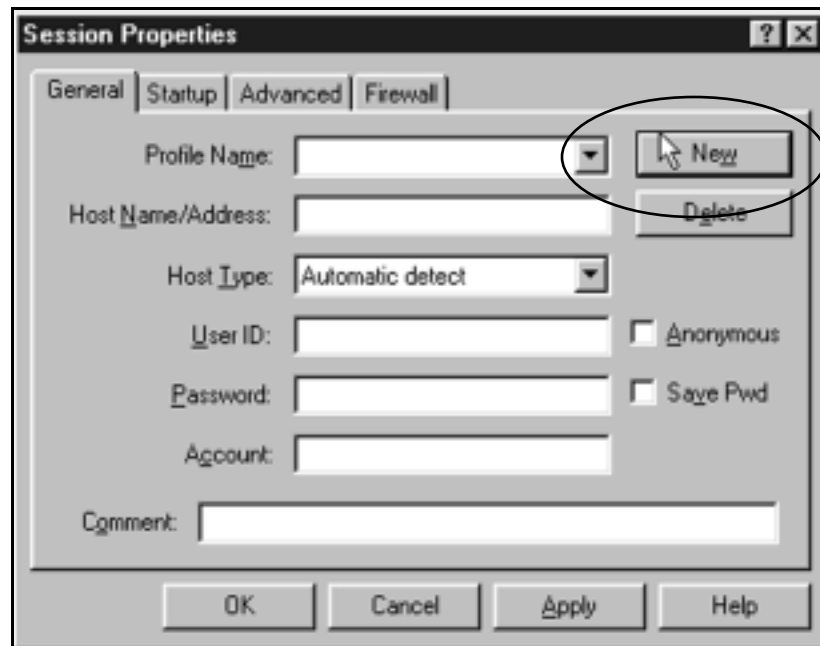 Session Properties
General Startup Advanced Firewall
Profile Name: New
Host Name/Address: Delete
Host Type: Automatic detect
User ID: Anonymous
Password: Save Pwd
Account:
Comment:
OK Cancel Apply Help